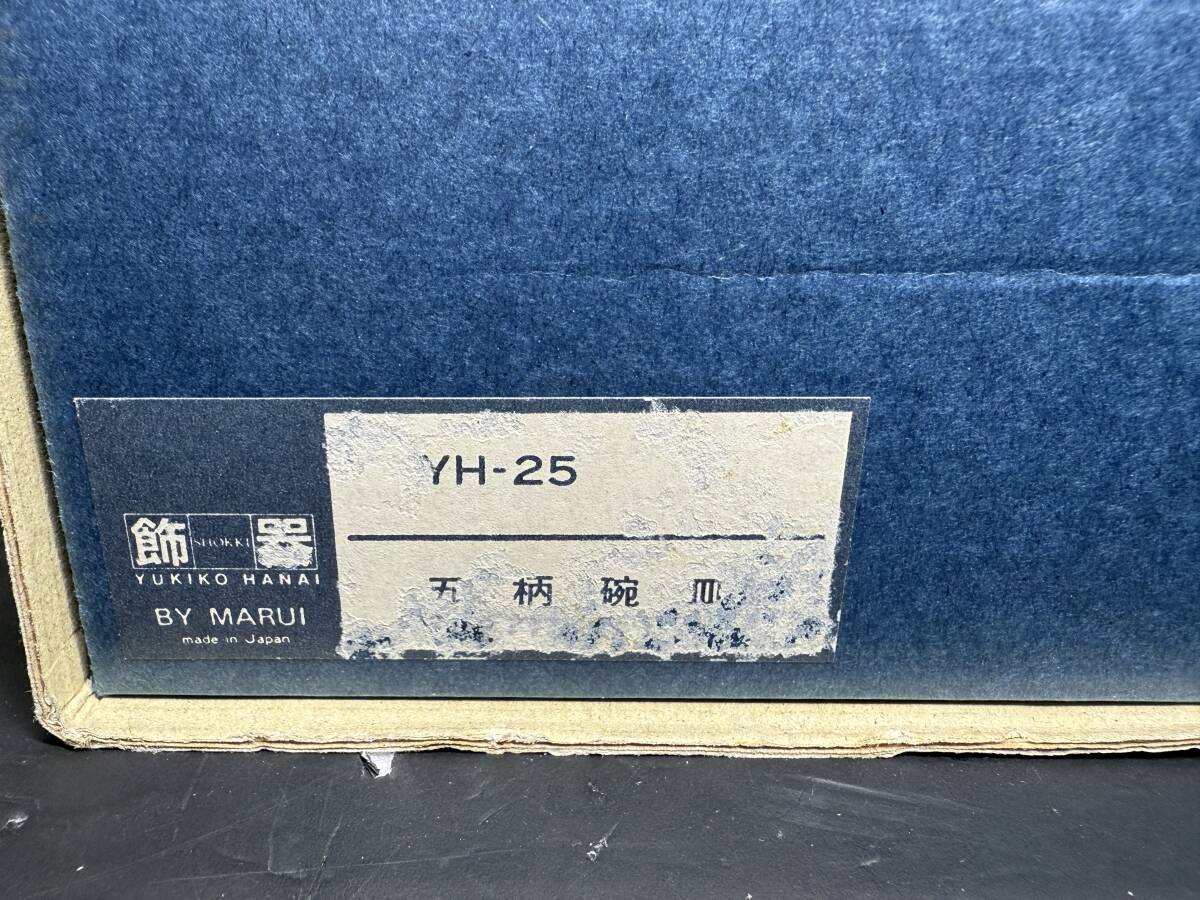 YH-25
飾 SHOKKI 器
YUKIKO HANAI
BY MARUI
made in Japan
五柄碗皿